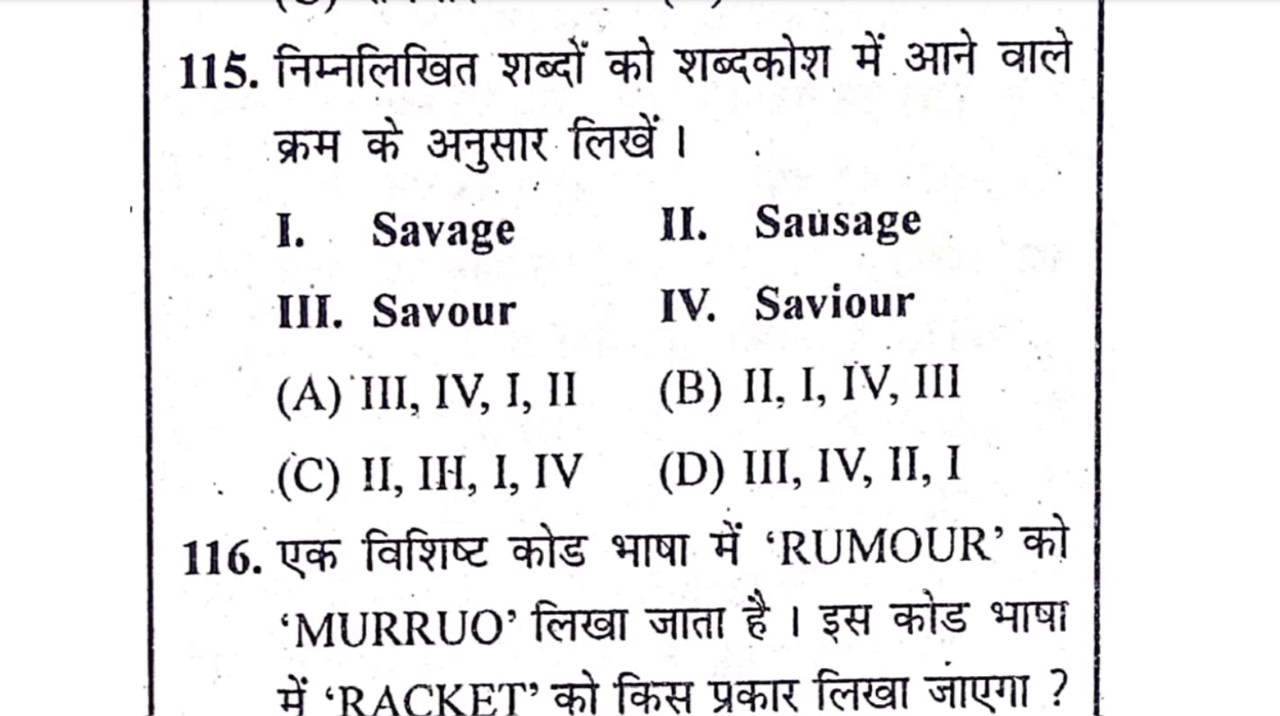 115. निम्नलिखित शब्दों को शब्दकोश में आने वाले
क्रम के अनुसार लिखें ।
I. Savage II. Sausage
III. Savour IV. Saviour
(A) III, IV, I, II (B) II, I, IV, III
(C) II, III, I, IV (D) III, IV, II, I
116. एक विशिष्ट कोड भाषा में ‘RUMOUR’ को
‘MURRUO’ लिखा जाता है । इस कोड भाषा
में ‘RACKET’ को किस प्रकार लिखा जाएगा ?